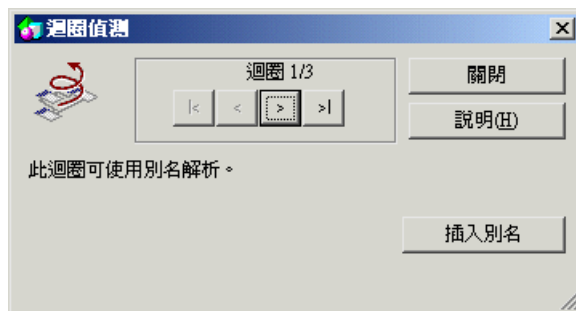 迴圈偵測
迴圈 1/3
|< < > >|
關閉
說明(H)
此迴圈可使用別名解析。
插入別名